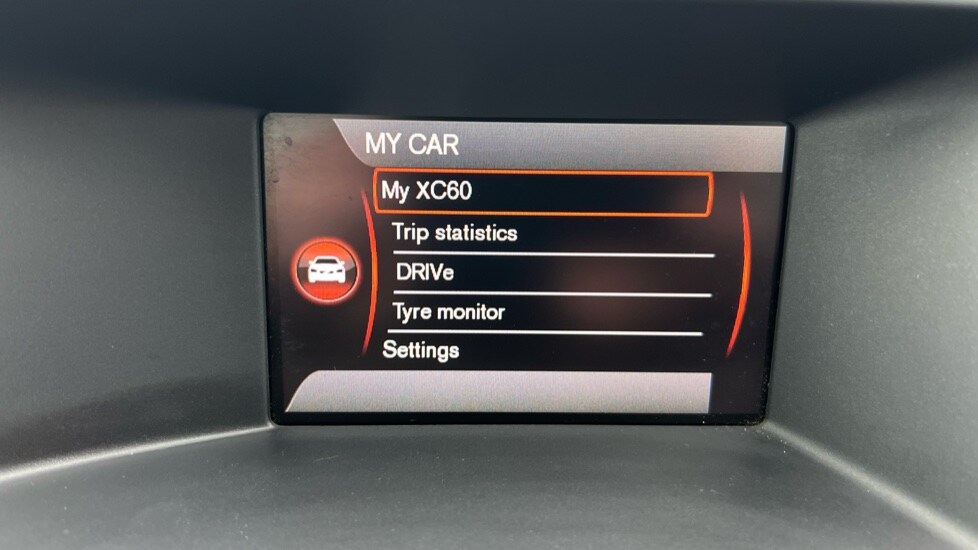 MY CAR
My XC60
Trip statistics
DRIVe
Tyre monitor
Settings